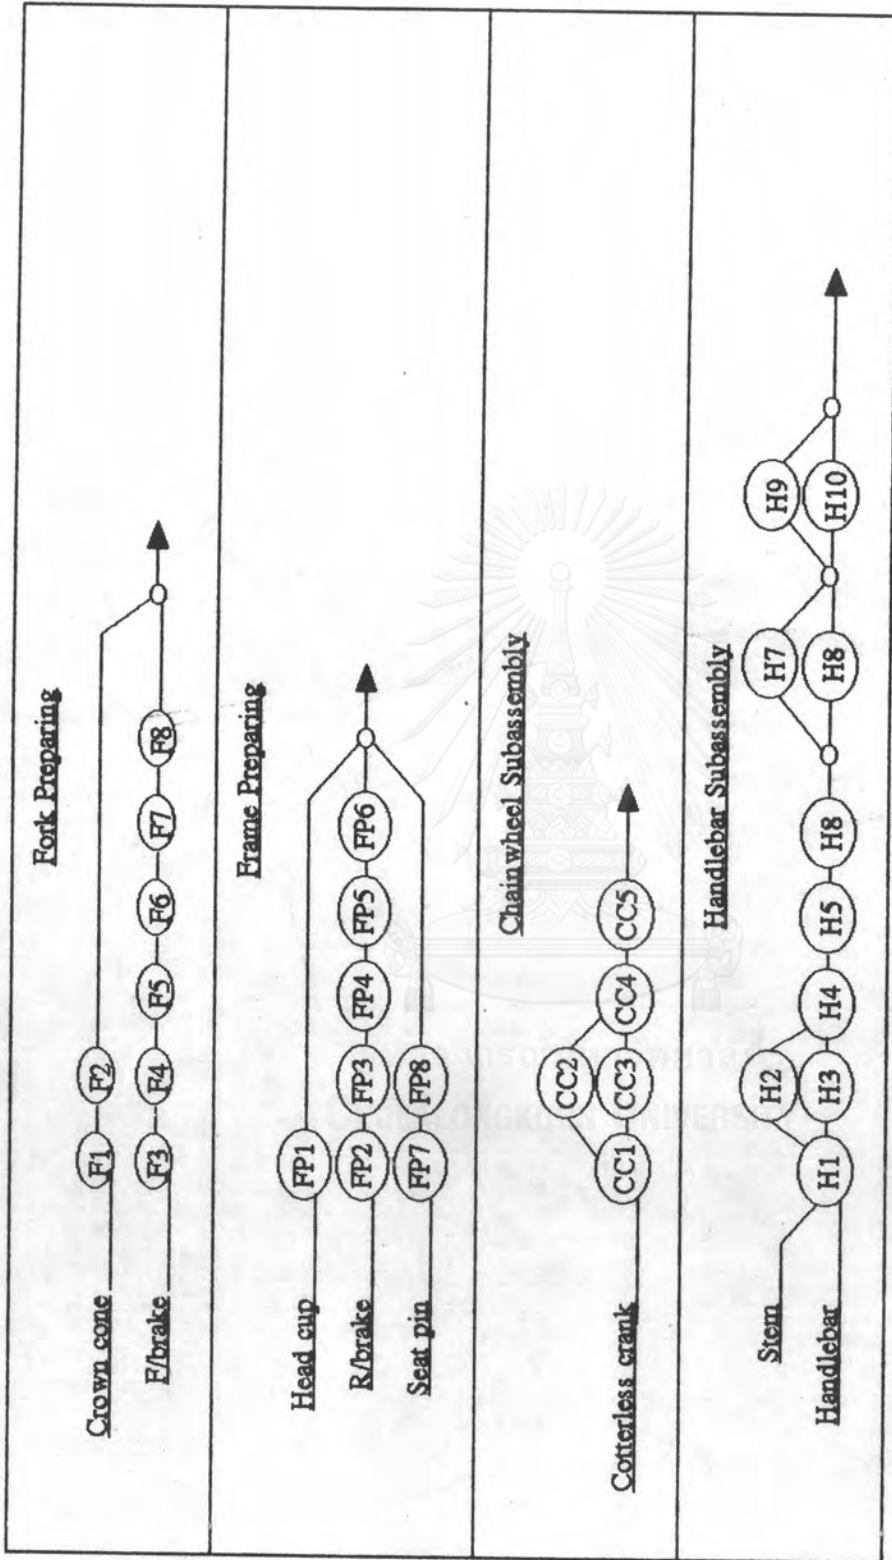 Fork Preparing
Crown cone F1 F2
F/brake F3 F4 F5 F6 F7 F8
Frame Preparing
Head cup FP1
R/brake FP2 FP3 FP4 FP5 FP6
Seat pin FP7 FP8
Chainwheel Subassembly
CC2
Cotterless crank CC1 CC3 CC4 CC5
Handlebar Subassembly
Stem H2 H7 H9
Handlebar H1 H3 H4 H5 H8 H8 H10